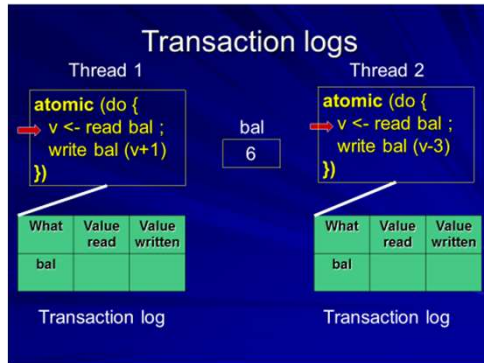 Transaction logs
Thread 1
atomic (do {
v <- read bal ;
write bal (v+1)
})
bal
6
Thread 2
atomic (do {
v <- read bal ;
write bal (v-3)
})
What Value read Value written
bal
Transaction log
What Value read Value written
bal
Transaction log